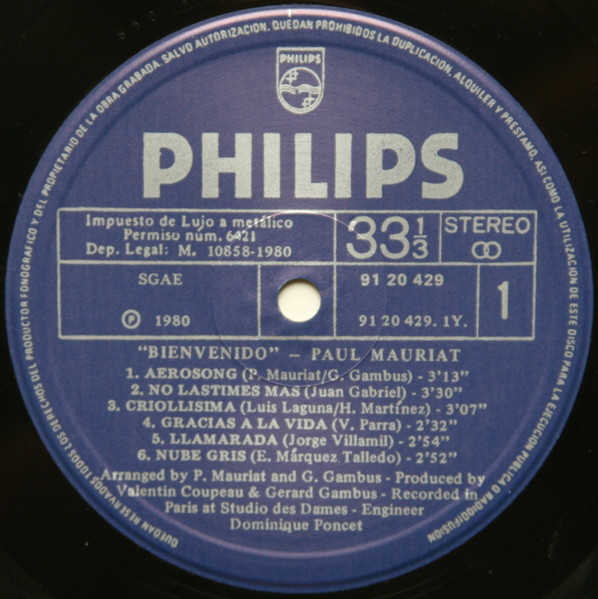 QUEDAN RESERVADOS TODOS LOS DERECHOS DEL PRODUCTOR FONOGRAFICO Y DEL PROPIETARIO DE LA OBRA GRABADA. SALVO AUTORIZACION, QUEDAN PROHIBIDOS LA DUPLICACION, ALQUILER Y PRESTAMO, ASI COMO LA UTILIZACION DE ESTE DISCO PARA LA EJECUCION PUBLICA O RADIODIFUSION
PHILIPS
PHILIPS
Impuesto de Lujo a metálico
Permiso núm. 6421
Dep. Legal: M. 10858-1980
33 1/3
STEREO
SGAE
91 20 429
1
Ⓟ 1980
91 20 429. 1Y.
"BIENVENIDO" – PAUL MAURIAT
1. AEROSONG (P. Mauriat/G. Gambus) - 3'13"
2. NO LASTIMES MAS (Juan Gabriel) - 3'30"
3. CRIOLLISIMA (Luis Laguna/H. Martínez) - 3'07"
4. GRACIAS A LA VIDA (V. Parra) - 2'32"
5. LLAMARADA (Jorge Villamil) - 2'54"
6. NUBE GRIS (E. Márquez Talledo) - 2'52"
Arranged by P. Mauriat and G. Gambus - Produced by
Valentin Coupeau & Gerard Gambus - Recorded in
Paris at Studio des Dames - Engineer
Dominique Poncet